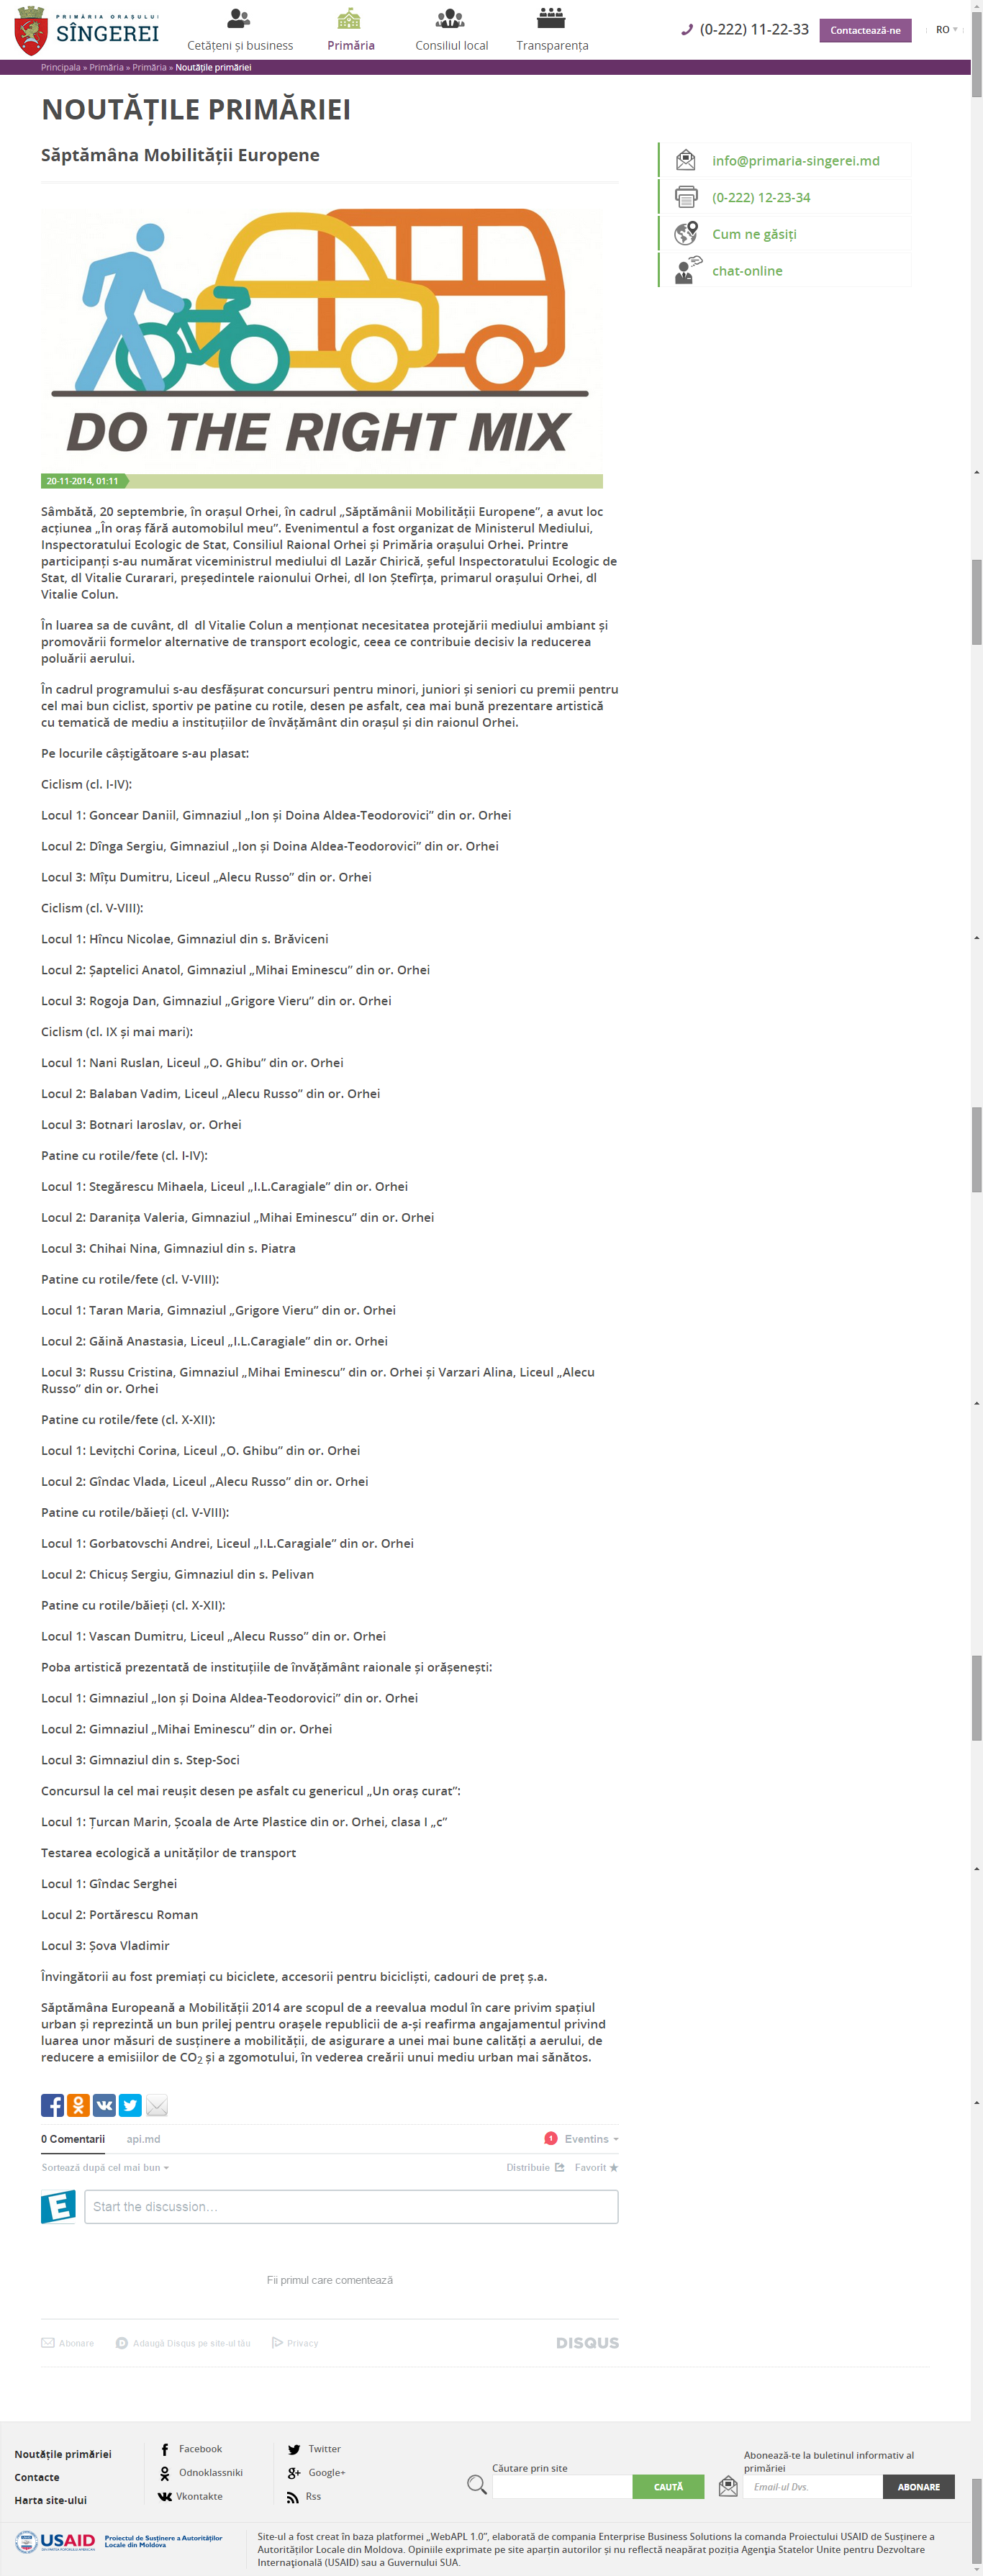 PRIMĂRIA ORAȘULUI
SÎNGEREI
Cetățeni și business
Primăria
Consiliul local
Transparența
(0-222) 11-22-33
Contactează-ne
RO
Principala » Primăria » Primăria » Noutățile primăriei
NOUTĂȚILE PRIMĂRIEI
Săptămâna Mobilității Europene
info@primaria-singerei.md
(0-222) 12-23-34
Cum ne găsiți
chat-online
DO THE RIGHT MIX
20-11-2014, 01:11
Sâmbătă, 20 septembrie, în orașul Orhei, în cadrul „Săptămânii Mobilității Europene”, a avut loc
acțiunea „În oraș fără automobilul meu”. Evenimentul a fost organizat de Ministerul Mediului,
Inspectoratului Ecologic de Stat, Consiliul Raional Orhei și Primăria orașului Orhei. Printre
participanți s-au numărat viceministrul mediului dl Lazăr Chirică, șeful Inspectoratului Ecologic de
Stat, dl Vitalie Curarari, președintele raionului Orhei, dl Ion Ștefîrța, primarul orașului Orhei, dl
Vitalie Colun.
În luarea sa de cuvânt, dl  dl Vitalie Colun a menționat necesitatea protejării mediului ambiant și
promovării formelor alternative de transport ecologic, ceea ce contribuie decisiv la reducerea
poluării aerului.
În cadrul programului s-au desfășurat concursuri pentru minori, juniori și seniori cu premii pentru
cel mai bun ciclist, sportiv pe patine cu rotile, desen pe asfalt, cea mai bună prezentare artistică
cu tematică de mediu a instituțiilor de învățământ din orașul și din raionul Orhei.
Pe locurile câștigătoare s-au plasat:
Ciclism (cl. I-IV):
Locul 1: Goncear Daniil, Gimnaziul „Ion și Doina Aldea-Teodorovici” din or. Orhei
Locul 2: Dînga Sergiu, Gimnaziul „Ion și Doina Aldea-Teodorovici” din or. Orhei
Locul 3: Mîțu Dumitru, Liceul „Alecu Russo” din or. Orhei
Ciclism (cl. V-VIII):
Locul 1: Hîncu Nicolae, Gimnaziul din s. Brăviceni
Locul 2: Șaptelici Anatol, Gimnaziul „Mihai Eminescu” din or. Orhei
Locul 3: Rogoja Dan, Gimnaziul „Grigore Vieru” din or. Orhei
Ciclism (cl. IX și mai mari):
Locul 1: Nani Ruslan, Liceul „O. Ghibu” din or. Orhei
Locul 2: Balaban Vadim, Liceul „Alecu Russo” din or. Orhei
Locul 3: Botnari Iaroslav, or. Orhei
Patine cu rotile/fete (cl. I-IV):
Locul 1: Stegărescu Mihaela, Liceul „I.L.Caragiale” din or. Orhei
Locul 2: Daranița Valeria, Gimnaziul „Mihai Eminescu” din or. Orhei
Locul 3: Chihai Nina, Gimnaziul din s. Piatra
Patine cu rotile/fete (cl. V-VIII):
Locul 1: Taran Maria, Gimnaziul „Grigore Vieru” din or. Orhei
Locul 2: Găină Anastasia, Liceul „I.L.Caragiale” din or. Orhei
Locul 3: Russu Cristina, Gimnaziul „Mihai Eminescu” din or. Orhei și Varzari Alina, Liceul „Alecu
Russo” din or. Orhei
Patine cu rotile/fete (cl. X-XII):
Locul 1: Levițchi Corina, Liceul „O. Ghibu” din or. Orhei
Locul 2: Gîndac Vlada, Liceul „Alecu Russo” din or. Orhei
Patine cu rotile/băieți (cl. V-VIII):
Locul 1: Gorbatovschi Andrei, Liceul „I.L.Caragiale” din or. Orhei
Locul 2: Chicuș Sergiu, Gimnaziul din s. Pelivan
Patine cu rotile/băieți (cl. X-XII):
Locul 1: Vascan Dumitru, Liceul „Alecu Russo” din or. Orhei
Poba artistică prezentată de instituțiile de învățământ raionale și orășenești:
Locul 1: Gimnaziul „Ion și Doina Aldea-Teodorovici” din or. Orhei
Locul 2: Gimnaziul „Mihai Eminescu” din or. Orhei
Locul 3: Gimnaziul din s. Step-Soci
Concursul la cel mai reușit desen pe asfalt cu genericul „Un oraș curat”:
Locul 1: Țurcan Marin, Școala de Arte Plastice din or. Orhei, clasa I „c”
Testarea ecologică a unităților de transport
Locul 1: Gîndac Serghei
Locul 2: Portărescu Roman
Locul 3: Șova Vladimir
Învingătorii au fost premiați cu biciclete, accesorii pentru bicicliști, cadouri de preț ș.a.
Săptămâna Europeană a Mobilității 2014 are scopul de a reevalua modul în care privim spațiul
urban și reprezintă un bun prilej pentru orașele republicii de a-și reafirma angajamentul privind
luarea unor măsuri de susținere a mobilității, de asigurare a unei mai bune calități a aerului, de
reducere a emisiilor de CO2 și a zgomotului, în vederea creării unui mediu urban mai sănătos.
0 Comentarii
api.md
1
Eventins
Sortează după cel mai bun
Distribuie
Favorit
Start the discussion...
Fii primul care comentează
Abonare
Adaugă Disqus pe site-ul tău
Privacy
DISQUS
Noutățile primăriei
Contacte
Harta site-ului
Facebook
Odnoklassniki
Vkontakte
Twitter
Google+
Rss
Căutare prin site
CAUTĂ
Abonează-te la buletinul informativ al
primăriei
Email-ul Dvs.
ABONARE
USAID
DIN PARTEA POPORULUI AMERICAN
Proiectul de Susținere a Autorităților
Locale din Moldova
Site-ul a fost creat în baza platformei „WebAPL 1.0”, elaborată de compania Enterprise Business Solutions la comanda Proiectului USAID de Susținere a
Autorităților Locale din Moldova. Opiniile exprimate pe site aparțin autorilor și nu reflectă neapărat poziția Agenția Statelor Unite pentru Dezvoltare
Internațională (USAID) sau a Guvernului SUA.